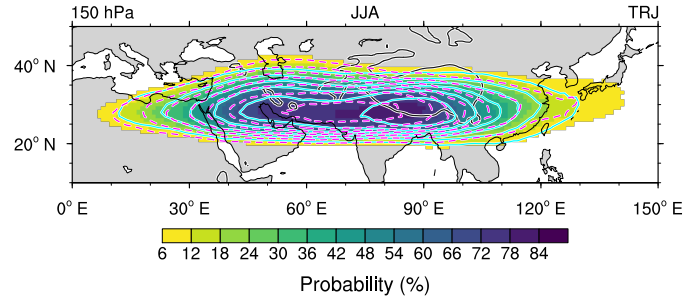 150 hPa JJA TRJ
40° N
20° N
0° E 30° E 60° E 90° E 120° E 150° E
6 12 18 24 30 36 42 48 54 60 66 72 78 84
Probability (%)